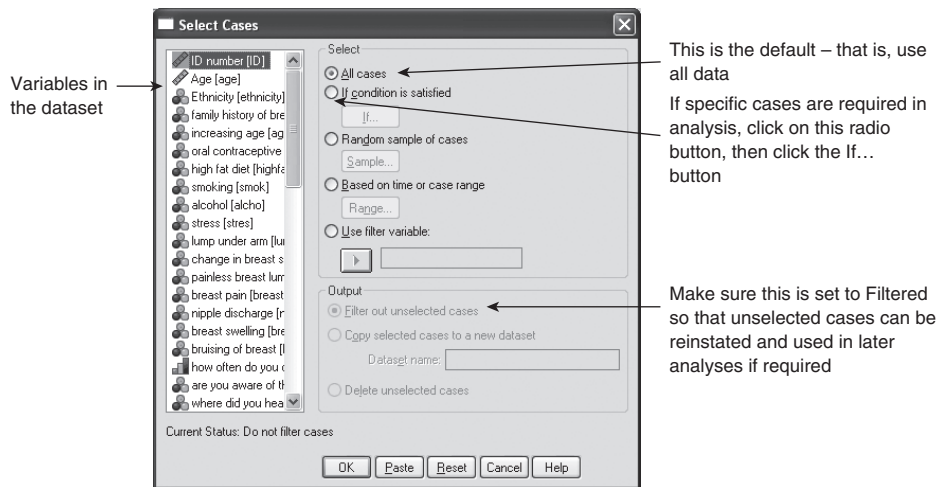 Variables in
the dataset
Select Cases
ID number [ID]
Age [age]
Ethnicity [ethnicity]
family history of bre
increasing age [ag
oral contraceptive
high fat diet [highfa
smoking [smok]
alcohol [alcho]
stress [stres]
lump under arm [lu
change in breast s
painless breast lum
breast pain [breast
nipple discharge [r
breast swelling [bre
bruising of breast [l
how often do you c
are you aware of th
where did you hea
Select
All cases
If condition is satisfied
If...
Random sample of cases
Sample...
Based on time or case range
Range...
Use filter variable:
Output
Filter out unselected cases
Copy selected cases to a new dataset
Dataset name:
Delete unselected cases
Current Status: Do not filter cases
OK
Paste
Reset
Cancel
Help
This is the default – that is, use
all data
If specific cases are required in
analysis, click on this radio
button, then click the If…
button
Make sure this is set to Filtered
so that unselected cases can be
reinstated and used in later
analyses if required